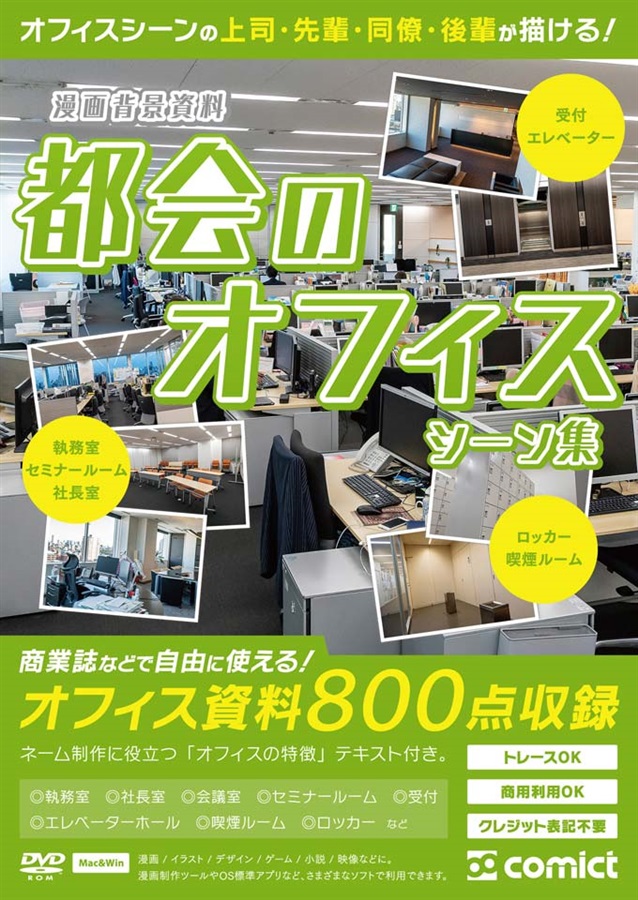 オフィスシーンの上司・先輩・同僚・後輩が描ける!
漫画背景資料
受付
エレベーター
都会の
オフィス
シーン集
執務室
セミナールーム
社長室
ロッカー
喫煙ルーム
商業誌などで自由に使える!
オフィス資料800点収録
ネーム制作に役立つ「オフィスの特徴」テキスト付き。
◎執務室 ◎社長室 ◎会議室 ◎セミナールーム ◎受付
◎エレベーターホール ◎喫煙ルーム ◎ロッカー など
トレースOK
商用利用OK
クレジット表記不要
DVD
ROM
Mac&Win
漫画 / イラスト / デザイン / ゲーム / 小説 / 映像などに。
漫画制作ツールやOS標準アプリなど、さまざまなソフトで利用できます。
comict